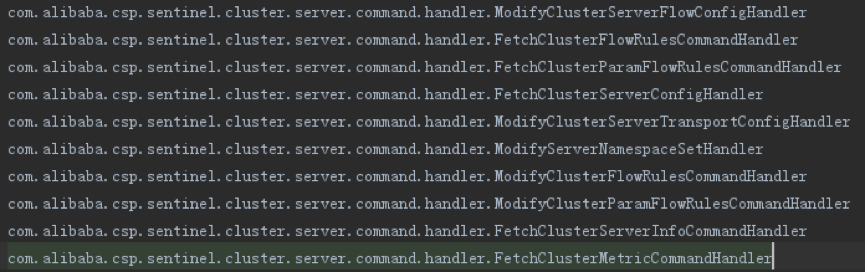 com.alibaba.csp.sentinel.cluster.server.command.handler.ModifyClusterServerFlowConfigHandler
com.alibaba.csp.sentinel.cluster.server.command.handler.FetchClusterFlowRulesCommandHandler
com.alibaba.csp.sentinel.cluster.server.command.handler.FetchClusterParamFlowRulesCommandHandler
com.alibaba.csp.sentinel.cluster.server.command.handler.FetchClusterServerConfigHandler
com.alibaba.csp.sentinel.cluster.server.command.handler.ModifyClusterServerTransportConfigHandler
com.alibaba.csp.sentinel.cluster.server.command.handler.ModifyServerNamespaceSetHandler
com.alibaba.csp.sentinel.cluster.server.command.handler.ModifyClusterFlowRulesCommandHandler
com.alibaba.csp.sentinel.cluster.server.command.handler.ModifyClusterParamFlowRulesCommandHandler
com.alibaba.csp.sentinel.cluster.server.command.handler.FetchClusterServerInfoCommandHandler
com.alibaba.csp.sentinel.cluster.server.command.handler.FetchClusterMetricCommandHandler